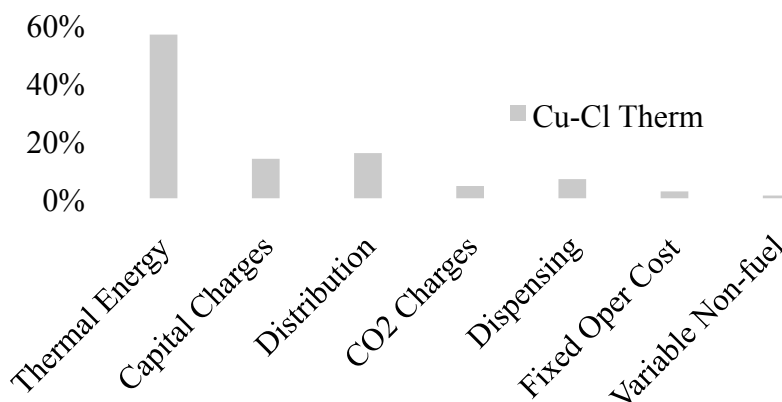 60%
40%
20%
0%
Cu-Cl Therm
Thermal Energy
Capital Charges
Distribution
CO2 Charges
Dispensing
Fixed Oper Cost
Variable Non-fuel